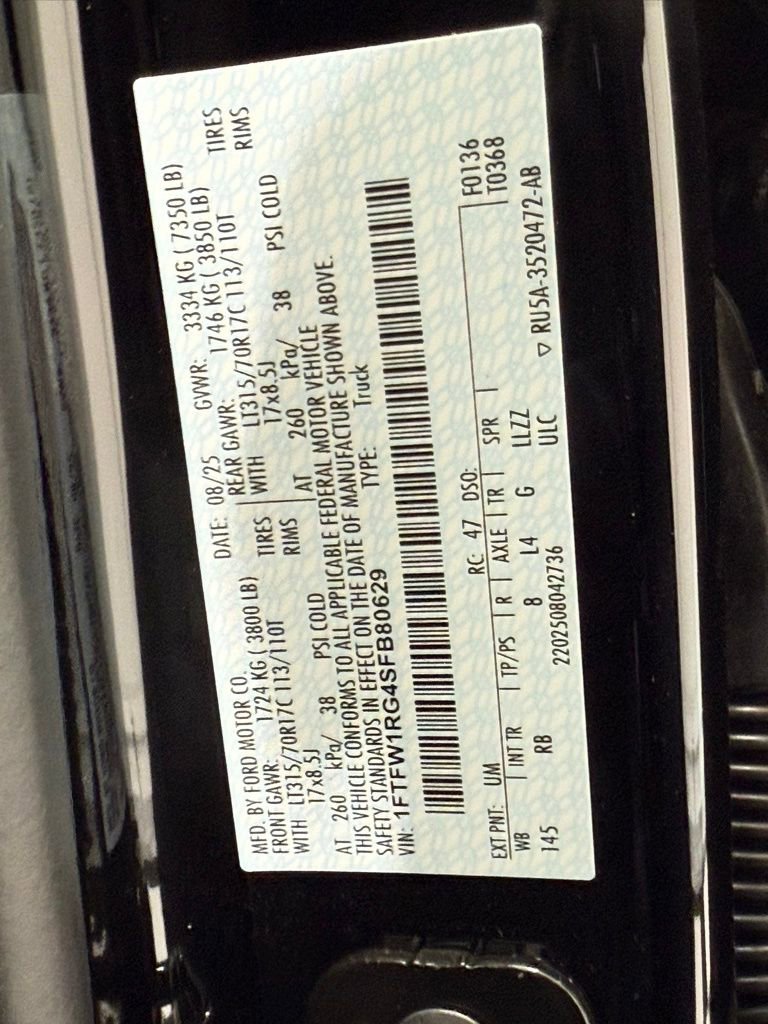 MFD. BY FORD MOTOR CO. DATE: 08/25 GVWR: 3334 KG ( 7350 LB)
FRONT GAWR: 1724 KG ( 3800 LB) REAR GAWR: 1746 KG ( 3850 LB)
WITH LT315/70R17C 113/110T TIRES WITH LT315/70R17C 113/110T TIRES
17x8.5J RIMS 17x8.5J RIMS
AT 260 kPa/ 38 PSI COLD AT 260 kPa/ 38 PSI COLD
THIS VEHICLE CONFORMS TO ALL APPLICABLE FEDERAL MOTOR VEHICLE
SAFETY STANDARDS IN EFFECT ON THE DATE OF MANUFACTURE SHOWN ABOVE.
VIN: 1FTFW1RG4SFB80629 TYPE: Truck
EXT PNT: UM RC: 47 DSO: F0136
WB INT TR TP/PS R AXLE TR SPR T0368
145 RB 8 L4 G LLZZ
2202508042736 ULC ▽ RU5A-3520472-AB